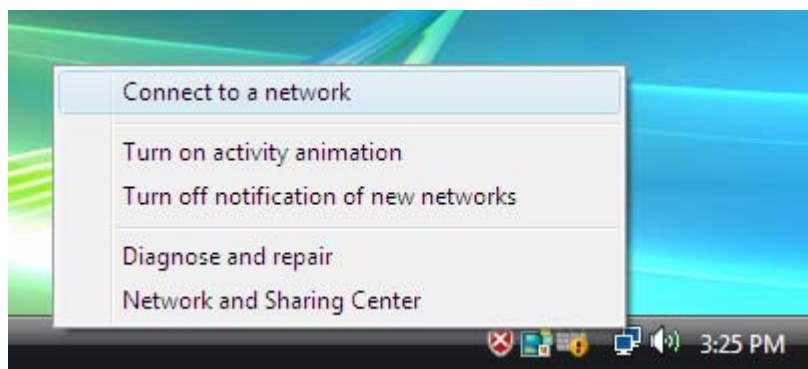 Connect to a network
Turn on activity animation
Turn off notification of new networks
Diagnose and repair
Network and Sharing Center
3:25 PM